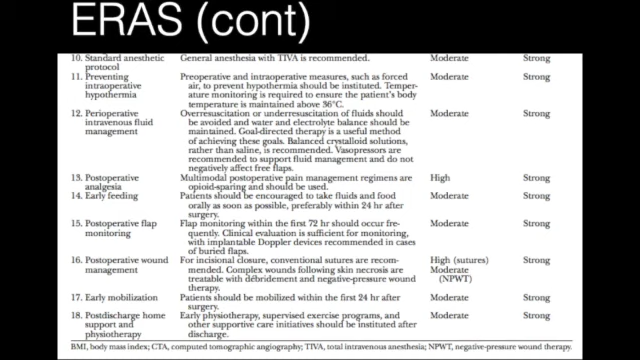 ERAS (cont)
10. Standard anesthetic General anesthesia with TIVA is recommended. Moderate Strong
protocol
11. Preventing Preoperative and intraoperative measures, such as forced Moderate Strong
intraoperative air, to prevent hypothermia should be instituted. Temper-
hypothermia ature monitoring is required to ensure the patient's body
temperature is maintained above 36°C.
12. Perioperative Overresuscitation or underresuscitation of fluids should Moderate Strong
intravenous fluid be avoided and water and electrolyte balance should be
management maintained. Goal-directed therapy is a useful method
of achieving these goals. Balanced crystalloid solutions,
rather than saline, is recommended. Vasopressors are
recommended to support fluid management and do not
negatively affect free flaps.
13. Postoperative Multimodal postoperative pain management regimens are High Strong
analgesia opioid-sparing and should be used.
14. Early feeding Patients should be encouraged to take fluids and food Moderate Strong
orally as soon as possible, preferably within 24 hr after
surgery.
15. Postoperative flap Flap monitoring within the first 72 hr should occur fre- Moderate Strong
monitoring quently. Clinical evaluation is sufficient for monitoring,
with implantable Doppler devices recommended in cases
of buried flaps.
16. Postoperative wound For incisional closure, conventional sutures are recom- High (sutures) Strong
management mended. Complex wounds following skin necrosis are Moderate
treatable with débridement and negative-pressure wound (NPWT)
therapy.
17. Early mobilization Patients should be mobilized within the first 24 hr after Moderate Strong
surgery.
18. Postdischarge home Early physiotherapy, supervised exercise programs, and Moderate Strong
support and other supportive care initiatives should be instituted after
physiotherapy discharge.
BMI, body mass index; CTA, computed tomographic angiography; TIVA, total intravenous anesthesia; NPWT, negative-pressure wound therapy.